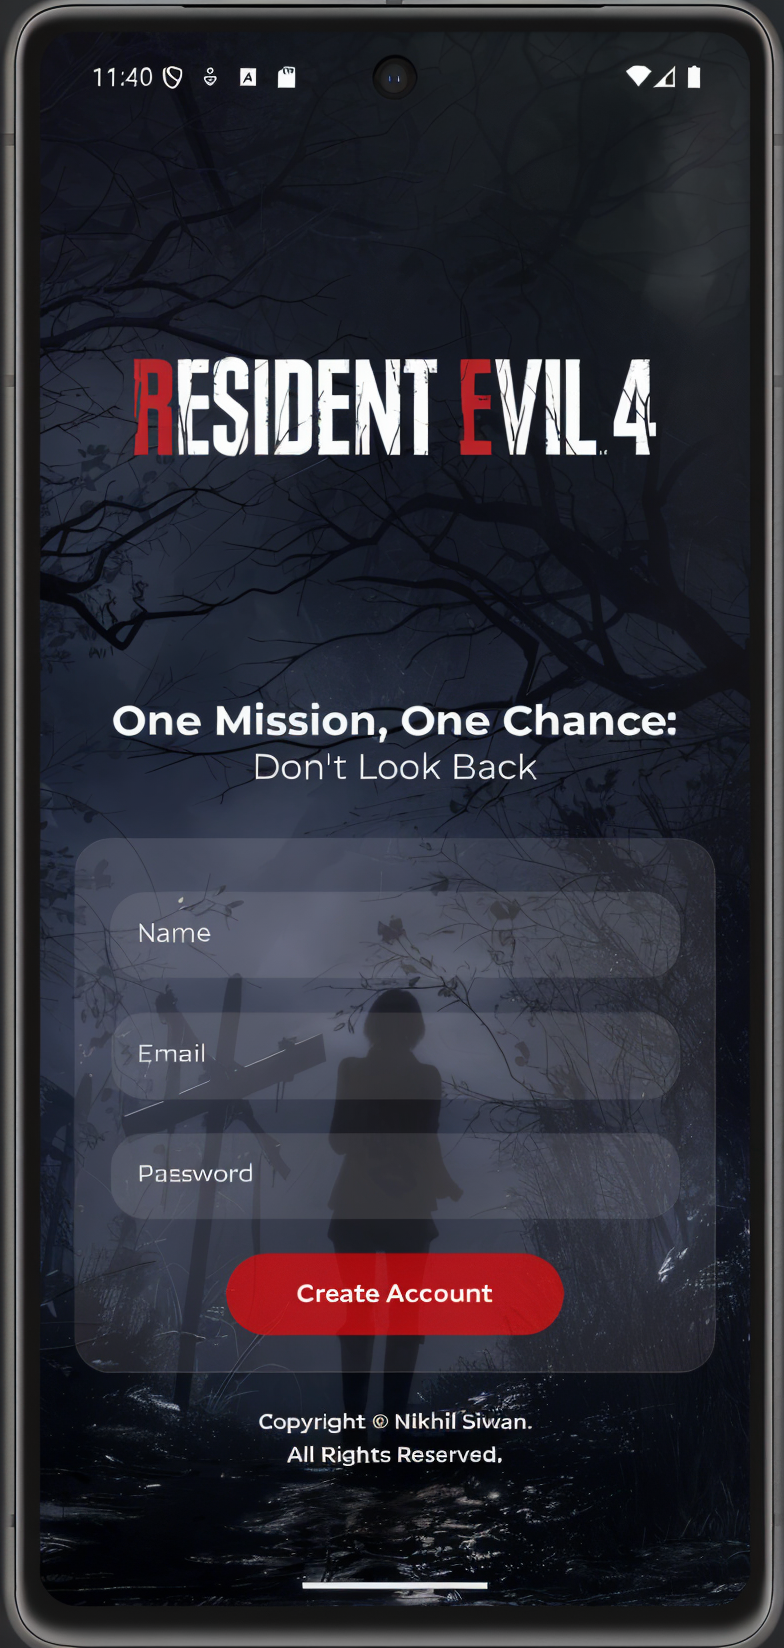 11:40
RESIDENT EVIL 4
One Mission, One Chance:
Don't Look Back
Name
Email
Password
Create Account
Copyright © Nikhil Siwan.
All Rights Reserved.